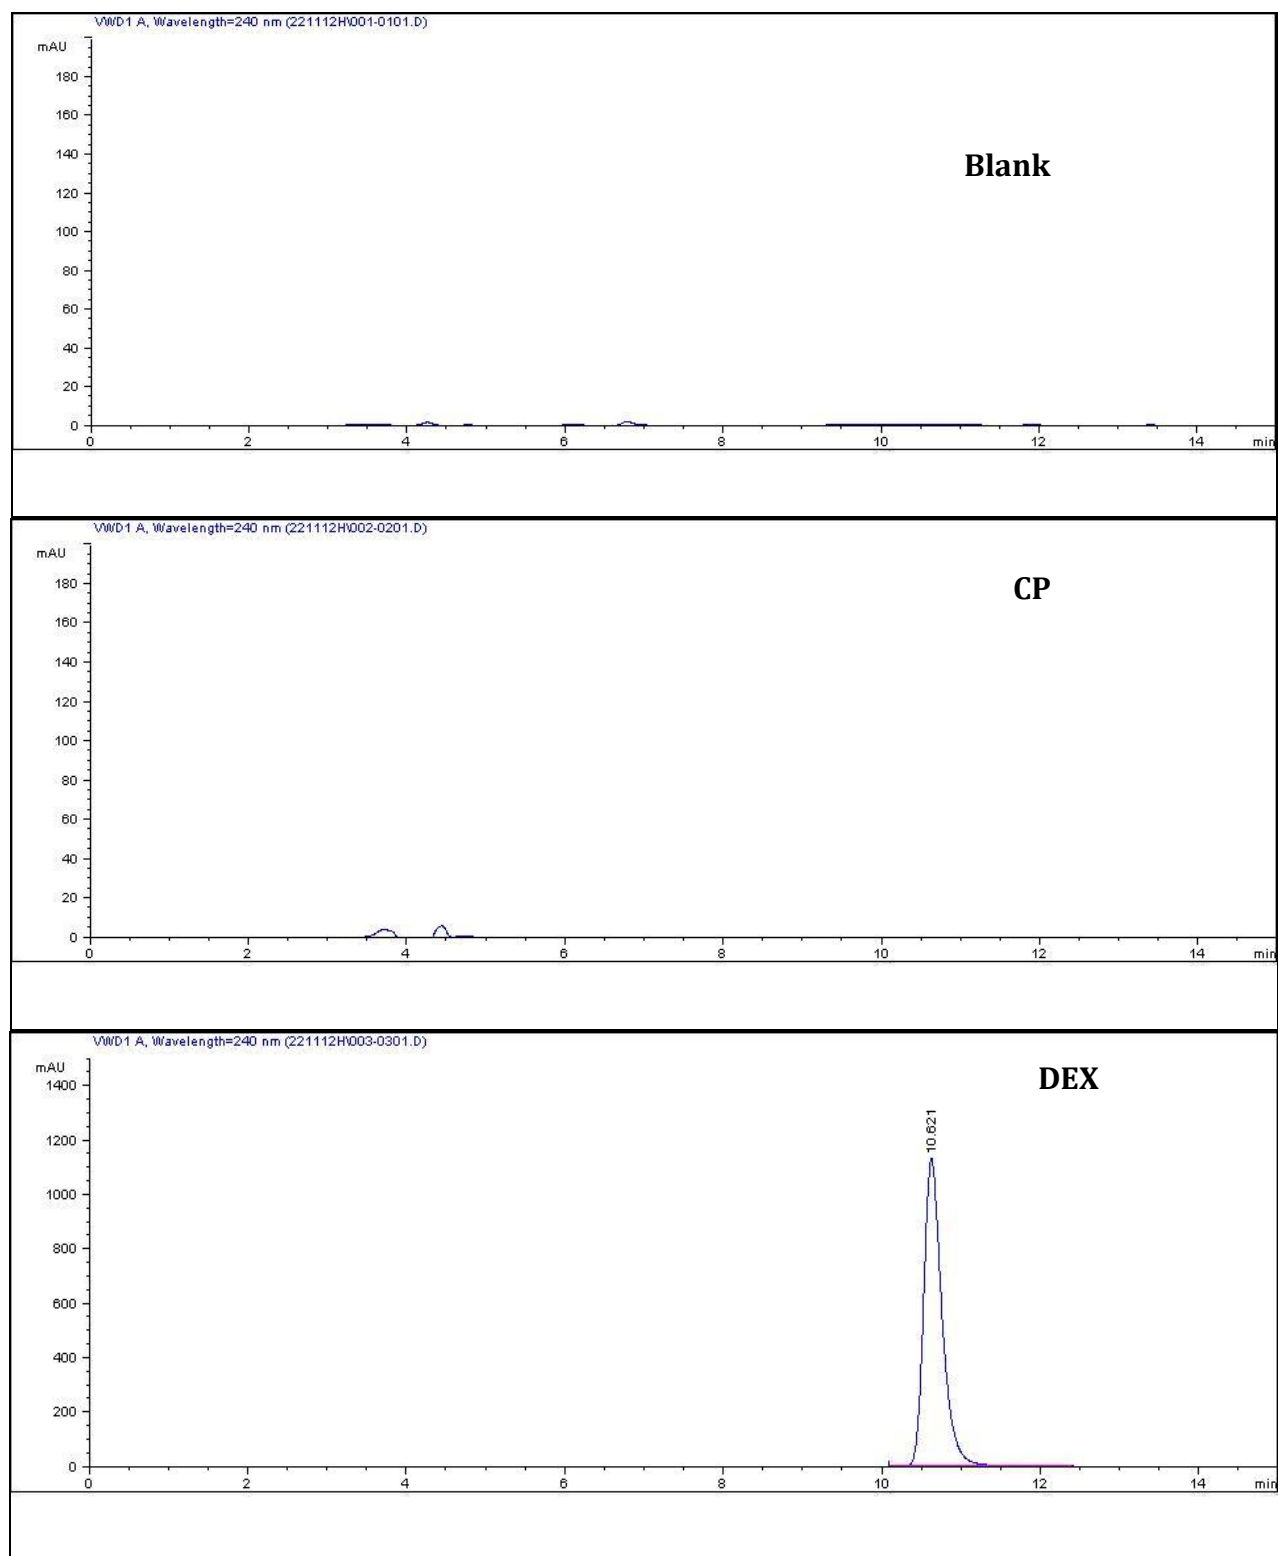 VWD1 A, Wavelength=240 nm (221112H\001-0101.D)
mAU
Blank
180
160
140
120
100
80
60
40
20
0
0 2 4 6 8 10 12 14 min
VWD1 A, Wavelength=240 nm (221112H\002-0201.D)
mAU
CP
180
160
140
120
100
80
60
40
20
0
0 2 4 6 8 10 12 14 min
VWD1 A, Wavelength=240 nm (221112H\003-0301.D)
mAU
DEX
1400
10.621
1200
1000
800
600
400
200
0
0 2 4 6 8 10 12 14 min